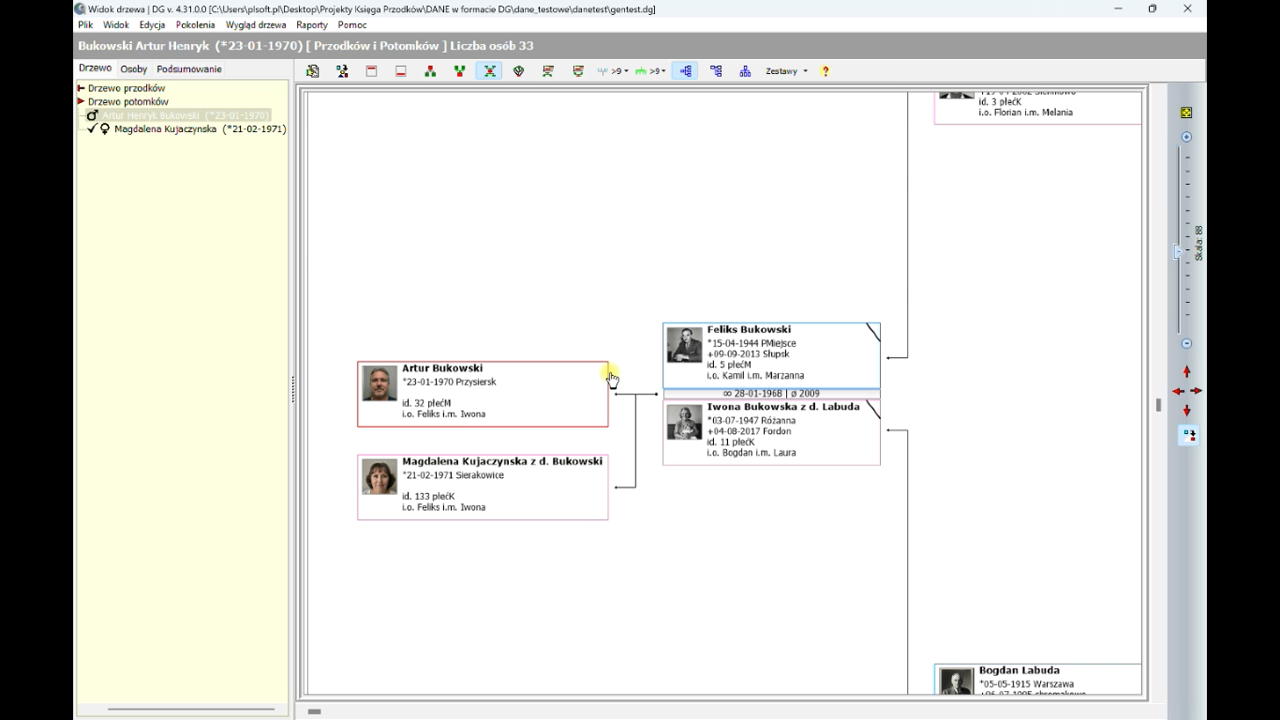 Widok drzewa | DG v. 4.31.0.0 [C:\Users\plsoft.pl\Desktop\Projekty Księga Przodków\DANE w formacie DG\dane_testowe\danetest\gentest.dg]
Plik Widok Edycja Pokolenia Wygląd drzewa Raporty Pomoc
Bukowski Artur Henryk (*23-01-1970) [ Przodków i Potomków ] Liczba osób 33
Drzewo Osoby Podsumowanie
>9 >9 Zestawy ?
Drzewo przodków
Drzewo potomków
Artur Henryk Bukowski (*23-01-1970)
Magdalena Kujaczynska (*21-02-1971)
id. 3 płećK
i.o. Florian i.m. Melania
Skala: 88
Feliks Bukowski
*15-04-1944 PMiejsce
+09-09-2013 Słupsk
id. 5 płećM
i.o. Kamil i.m. Marzanna
∞ 28-01-1968 | ø 2009
Iwona Bukowska z d. Labuda
*03-07-1947 Różanna
+04-08-2017 Fordon
id. 11 płećK
i.o. Bogdan i.m. Laura
Artur Bukowski
*23-01-1970 Przysiersk
id. 32 płećM
i.o. Feliks i.m. Iwona
Magdalena Kujaczynska z d. Bukowski
*21-02-1971 Sierakowice
id. 133 płećK
i.o. Feliks i.m. Iwona
Bogdan Labuda
*05-05-1915 Warszawa